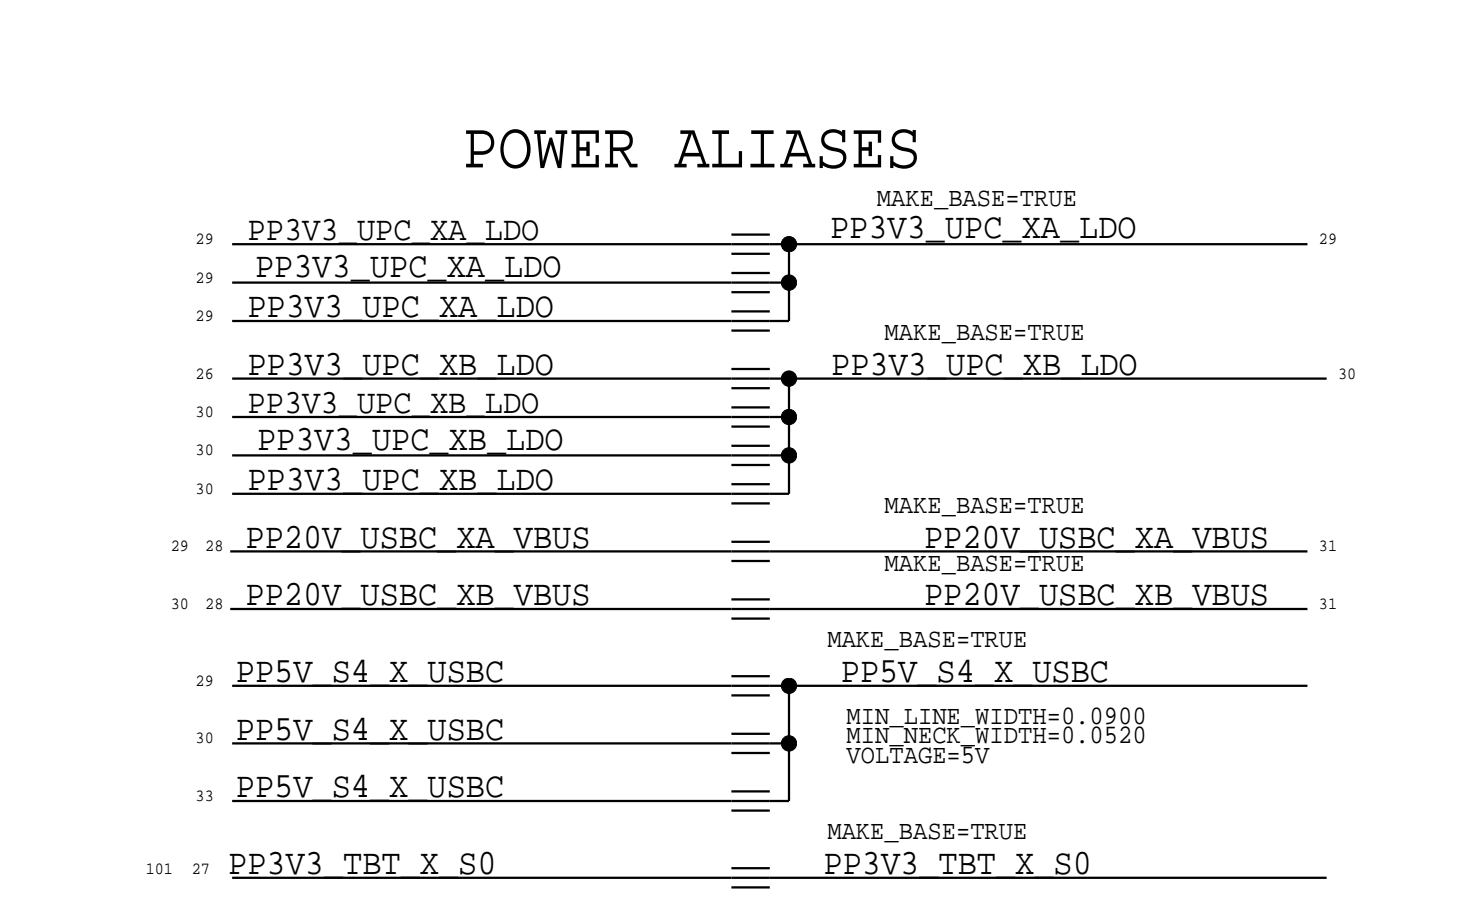 POWER ALIASES
MAKE_BASE=TRUE
29 PP3V3_UPC_XA_LDO PP3V3_UPC_XA_LDO 29
29 PP3V3_UPC_XA_LDO
29 PP3V3_UPC_XA_LDO
MAKE_BASE=TRUE
26 PP3V3_UPC_XB_LDO PP3V3_UPC_XB_LDO 30
30 PP3V3_UPC_XB_LDO
30 PP3V3_UPC_XB_LDO
30 PP3V3_UPC_XB_LDO
MAKE_BASE=TRUE
29 28 PP20V_USBC_XA_VBUS PP20V_USBC_XA_VBUS 31
MAKE_BASE=TRUE
30 28 PP20V_USBC_XB_VBUS PP20V_USBC_XB_VBUS 31
MAKE_BASE=TRUE
29 PP5V_S4_X_USBC PP5V_S4_X_USBC
MIN_LINE_WIDTH=0.0900
30 PP5V_S4_X_USBC MIN_NECK_WIDTH=0.0520
VOLTAGE=5V
33 PP5V_S4_X_USBC
MAKE_BASE=TRUE
101 27 PP3V3_TBT_X_S0 PP3V3_TBT_X_S0